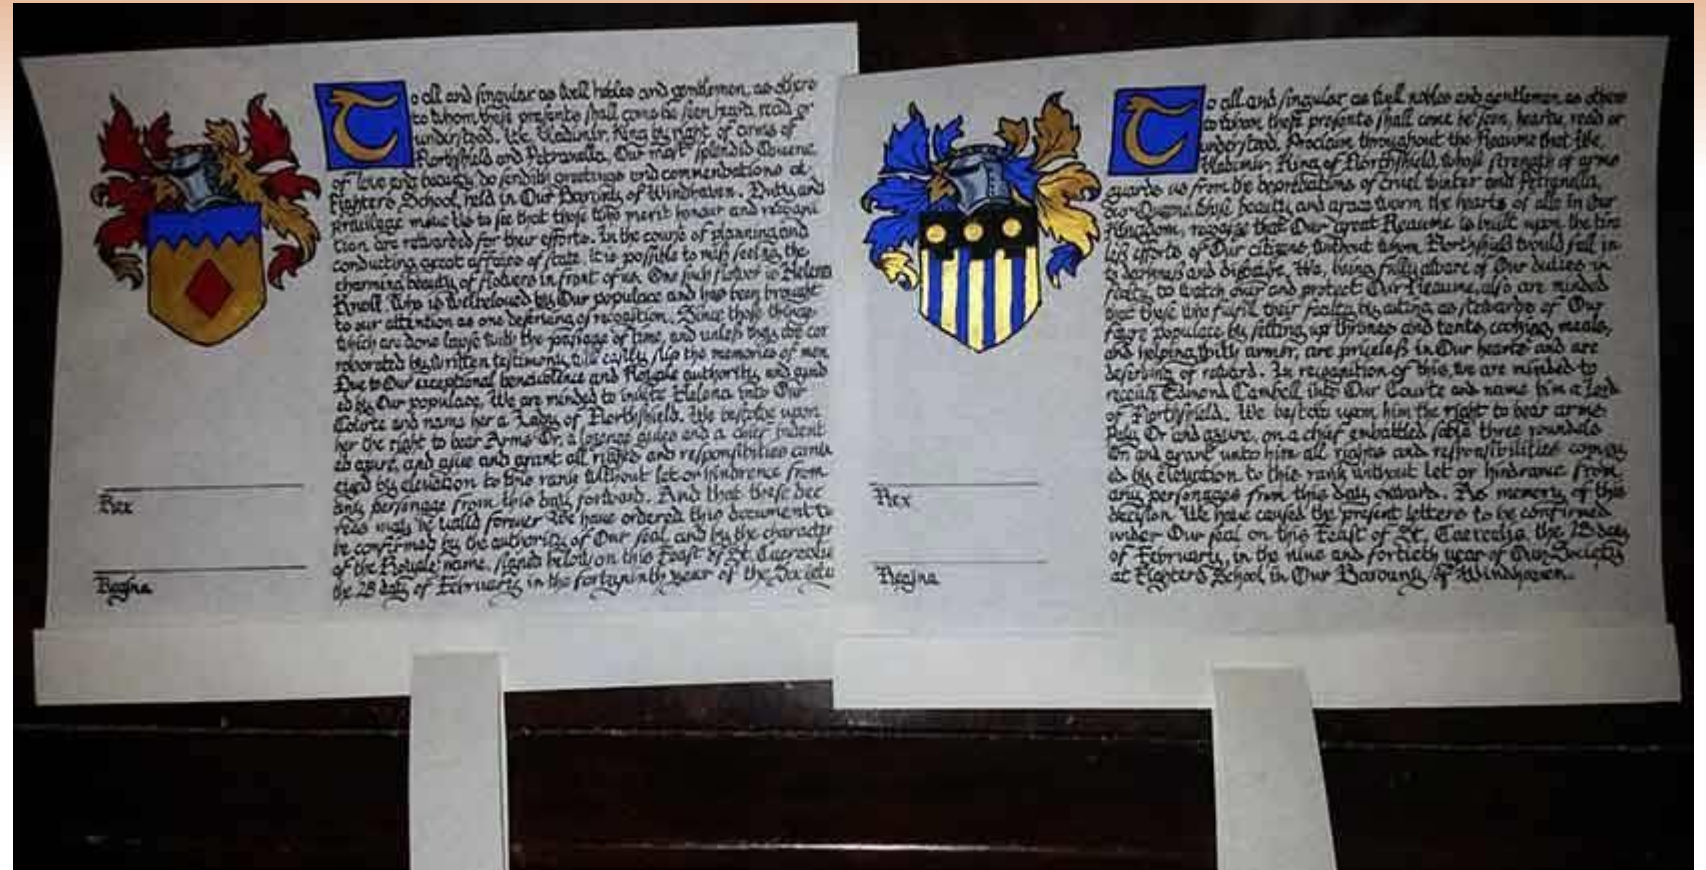 To all and singular as well nobles and gentlemen, as others
to whom these presents shall come be seen heard, read or
understood. We Vladimir King by right of arms of
Northshield and Petranella, Our most splendid Queene
of love and beauty do sendith greetings and commendations at
Fighters School, held in Our Barony of Windhaven. Duty and
privilage move Us to see that those who merit honour and recogni
tion are rewarded for their efforts. In the course of planning and
conducting great affaires of state, it is possible to miss seeing the
charming beauty of flowers in front of us. One such flower is Helena
Knoll, who is wellbeloved by Our populace and has been brought
to our attention as one deserving of recogition. Since those things
which are done lapse with the passage of time, and unless they are cor
roborated by written testimony, will easily slip the memories of men
Due to Our exceptional benevolence and Royale authority, and guid
ed by Our populace, We are minded to invite Helena into Our
Courte and name her a Lady of Northshield. We bestow upon
her the right to bear Arms Or, a lozenge gules and a chief indent
ed azure, and give and grant all rights and responsibilities conv
eyed by elevation to this rank without let or hindrence from
any personage from this day forward. And that these dec
rees may be valid forever We have ordered this document to
be confirmed by the authority of Our seal and by the character
of the Royale name, signed below on this Feast of St.
the 28 day of February, in the fortyninth year of the Society
Rex
Regina
To all and singular as well nobles and gentlemen, as others
to whom these presents shall come be seen, hearde, read or
understood, Proclaim throughout the Reaume that We,
Vladimir King of Northshield, whose strength of arms
guards us from the depredations of cruel winter and Petranella,
our Queene whose beauty and grace warm the hearts of all in Our
Kingdom, recogise that Our great Reaume is built upon the tire
less efforts of Our citizens without whom Northshield would fall in
to darkness and disrepair. We, being fully aware of Our duties in
fealty to watch over and protect Our Reaume, also are minded
that those who fulfil their fealty by acting as stewards of Our
fayre populace by setting up thrones and tents, cooking meals,
and helping with armor, are priceless in Our hearts and are
deserving of reward. In recognition of this, we are minded to
receive Edmond Cambell into Our Courte and name him a Lord
of Northshield. We bestow upon him the right to bear arms
Paly Or and azure, on a chief embattled sable three roundels
Or and grant unto him all rights and responsibilities convey
ed by elevation to this rank without let or hindrance from
any personages from this day onward. As memory of this
decision, We have caused the present letters to be confirmed
under Our seal on this Feast of St. the 28 day
of February, in the nine and fortieth year of Our Society
at Fighters School in Our Barouny of Windhaven.
Rex
Regina